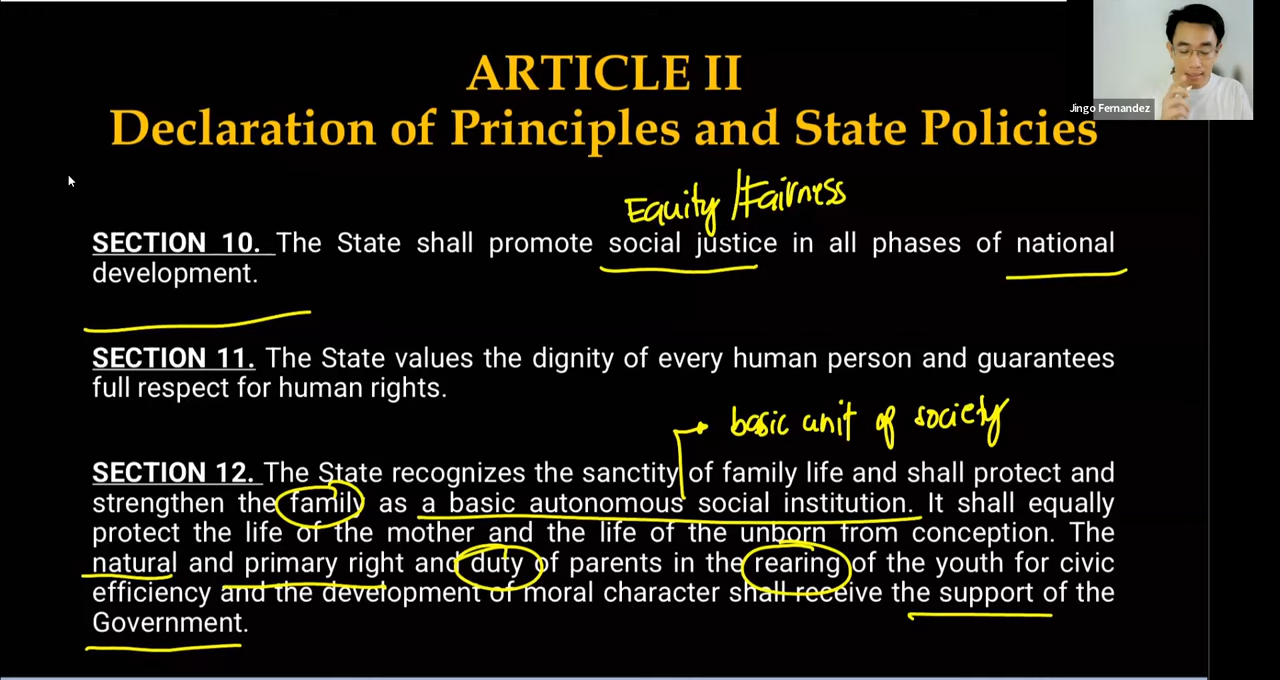 ARTICLE II
Jingo Fernandez
Declaration of Principles and State Policies
Equity/Fairness
SECTION 10. The State shall promote social justice in all phases of national
development.
SECTION 11. The State values the dignity of every human person and guarantees
full respect for human rights.
basic unit of society
SECTION 12. The State recognizes the sanctity of family life and shall protect and
strengthen the family as a basic autonomous social institution. It shall equally
protect the life of the mother and the life of the unborn from conception. The
natural and primary right and duty of parents in the rearing of the youth for civic
efficiency and the development of moral character shall receive the support of the
Government.